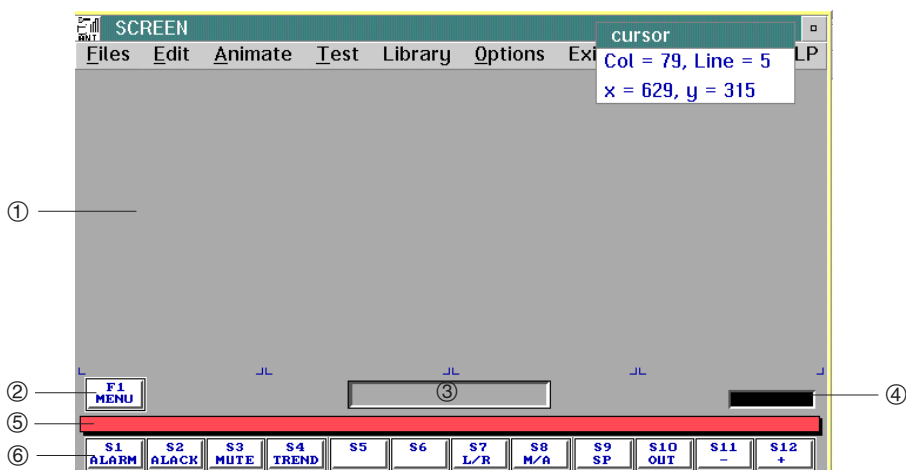 ANT SCREEN
cursor
Files Edit Animate Test Library Options Exi LP
Col = 79, Line = 5
x = 629, y = 315
①
② F1 MENU ③ ④
⑤
⑥ S1 ALARM S2 ALACK S3 MUTE S4 TREND S5 S6 S7 L/R S8 M/A S9 SP S10 OUT S11 - S12 +